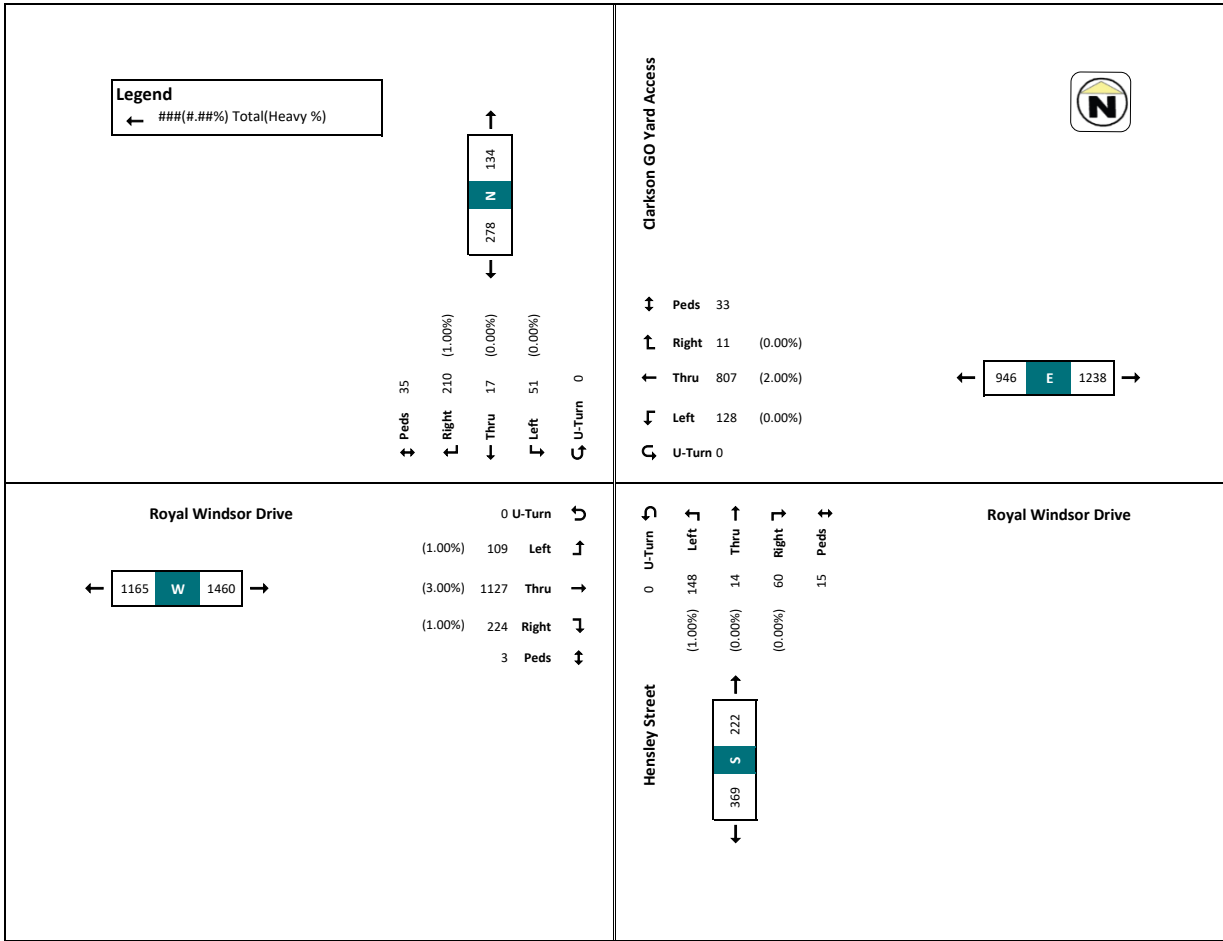 Legend
← ###(#.##%) Total(Heavy %)
134
N
278
Peds 35
Right 210 (1.00%)
Thru 17 (0.00%)
Left 51 (0.00%)
U-Turn 0
Clarkson GO Yard Access
N
Peds 33
Right 11 (0.00%)
Thru 807 (2.00%)
Left 128 (0.00%)
U-Turn 0
946 E 1238
Royal Windsor Drive
1165 W 1460
0 U-Turn
(1.00%) 109 Left
(3.00%) 1127 Thru
(1.00%) 224 Right
3 Peds
0 U-Turn
(1.00%) 148 Left
(0.00%) 14 Thru
(0.00%) 60 Right
15 Peds
Royal Windsor Drive
Hensley Street
222
S
369